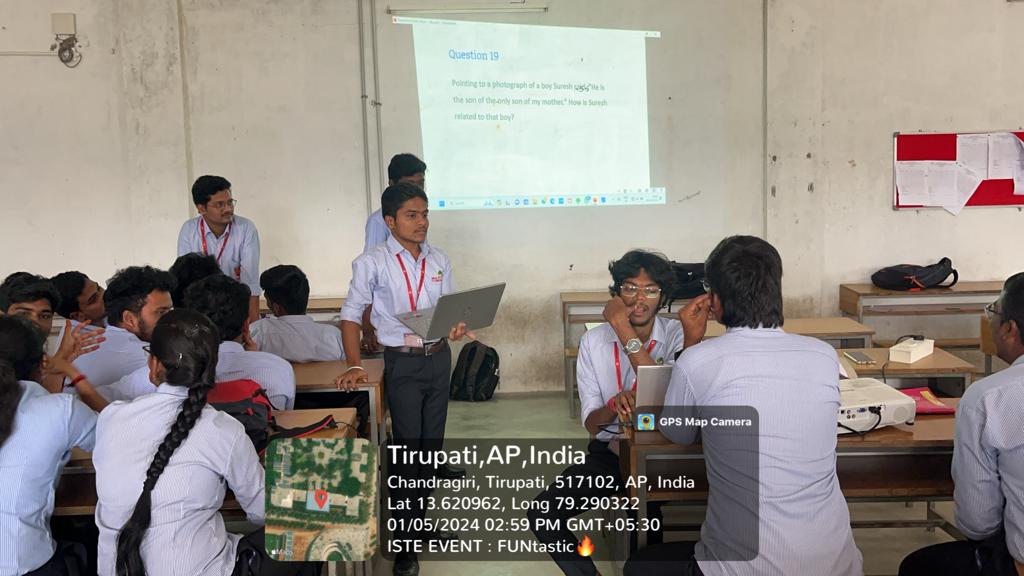 Question 19
Pointing to a photograph of a boy Suresh "He is
the son of the only son of my mother." How is Suresh
related to that boy?
GPS Map Camera
Tirupati,AP,India
Chandragiri, Tirupati, 517102, AP, India
Lat 13.620962, Long 79.290322
01/05/2024 02:59 PM GMT+05:30
ISTE EVENT : FUNtastic🔥